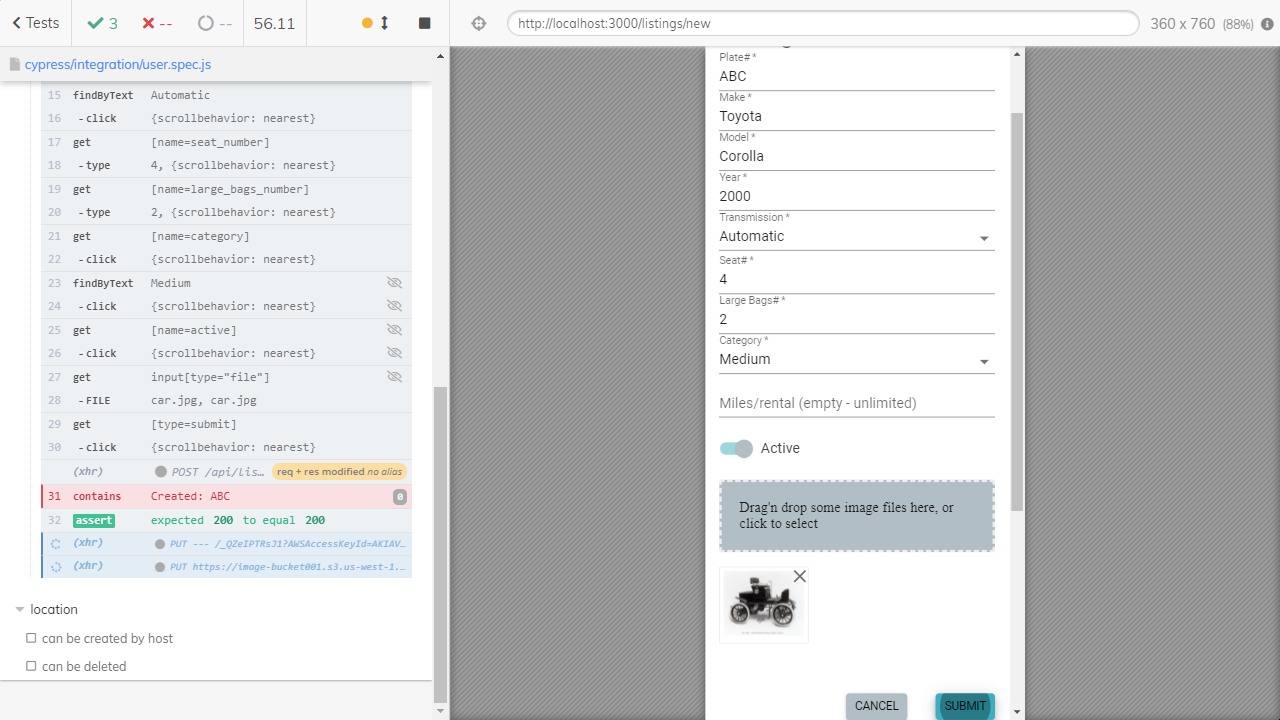 Tests
3
--
--
56.11
http://localhost:3000/listings/new
360 x 760 (88%)
cypress/integration/user.spec.js
15 findByText Automatic
16 -click {scrollbehavior: nearest}
17 get [name=seat_number]
18 -type 4, {scrollbehavior: nearest}
19 get [name=large_bags_number]
20 -type 2, {scrollbehavior: nearest}
21 get [name=category]
22 -click {scrollbehavior: nearest}
23 findByText Medium
24 -click {scrollbehavior: nearest}
25 get [name=active]
26 -click {scrollbehavior: nearest}
27 get input[type="file"]
28 -FILE car.jpg, car.jpg
29 get [type=submit]
30 -click {scrollbehavior: nearest}
(xhr) POST /api/lis... req + res modified no alias
31 contains Created: ABC 0
32 assert expected 200 to equal 200
(xhr) PUT --- /_QZeIPTRsJ1?AWSAccessKeyId=AKIAV...
(xhr) PUT https://image-bucket001.s3.us-west-1....
location
can be created by host
can be deleted
Plate# *
ABC
Make *
Toyota
Model *
Corolla
Year *
2000
Transmission *
Automatic
Seat# *
4
Large Bags# *
2
Category *
Medium
Miles/rental (empty - unlimited)
Active
Drag'n drop some image files here, or
click to select
CANCEL
SUBMIT